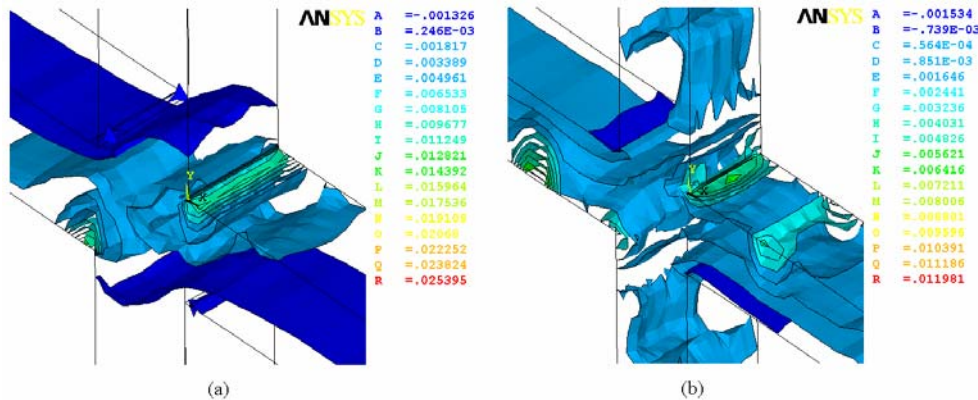 ANSYS
A =-.001326
B =.246E-03
C =.001817
D =.003389
E =.004961
F =.006533
G =.008105
H =.009677
I =.011249
J =.012821
K =.014392
L =.015964
M =.017536
N =.019108
O =.02068
P =.022252
Q =.023824
R =.025395
Y
X
(a)
ANSYS
A =-.001534
B =-.739E-03
C =.564E-04
D =.851E-03
E =.001646
F =.002441
G =.003236
H =.004031
I =.004826
J =.005621
K =.006416
L =.007211
M =.008006
N =.008801
O =.009596
P =.010391
Q =.011186
R =.011981
Y
(b)